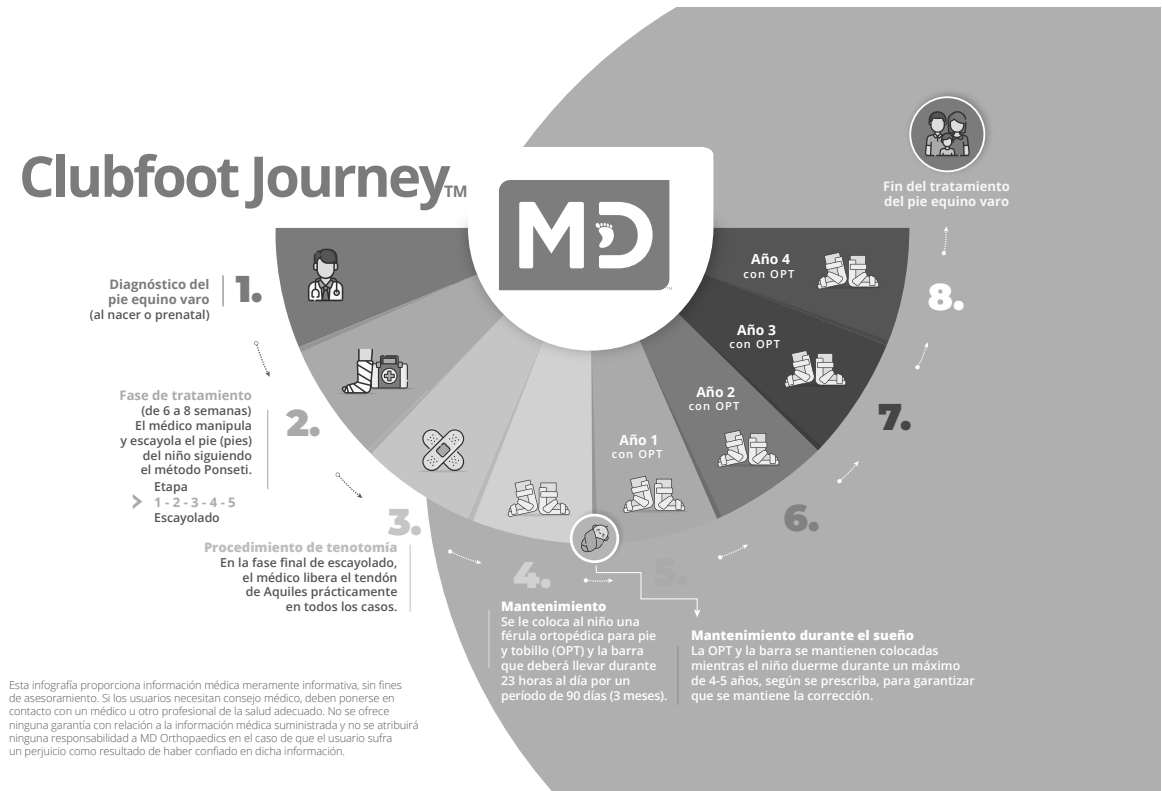 Clubfoot Journey™
MD
™
1.
Diagnóstico del
pie equino varo
(al nacer o prenatal)
2.
Fase de tratamiento
(de 6 a 8 semanas)
El médico manipula
y escayola el pie (pies)
del niño siguiendo
el método Ponseti.
Etapa
> 1 - 2 - 3 - 4 - 5
Escayolado
3.
Procedimiento de tenotomía
En la fase final de escayolado,
el médico libera el tendón
de Aquiles prácticamente
en todos los casos.
4.
Mantenimiento
Se le coloca al niño una
férula ortopédica para pie
y tobillo (OPT) y la barra
que deberá llevar durante
23 horas al día por un
período de 90 días (3 meses).
5.
Mantenimiento durante el sueño
La OPT y la barra se mantienen colocadas
mientras el niño duerme durante un máximo
de 4-5 años, según se prescriba, para garantizar
que se mantiene la corrección.
Año 1
con OPT
6.
Año 2
con OPT
7.
Año 3
con OPT
8.
Año 4
con OPT
Fin del tratamiento
del pie equino varo
Esta infografía proporciona información médica meramente informativa, sin fines
de asesoramiento. Si los usuarios necesitan consejo médico, deben ponerse en
contacto con un médico u otro profesional de la salud adecuado. No se ofrece
ninguna garantía con relación a la información médica suministrada y no se atribuirá
ninguna responsabilidad a MD Orthopaedics en el caso de que el usuario sufra
un perjuicio como resultado de haber confiado en dicha información.